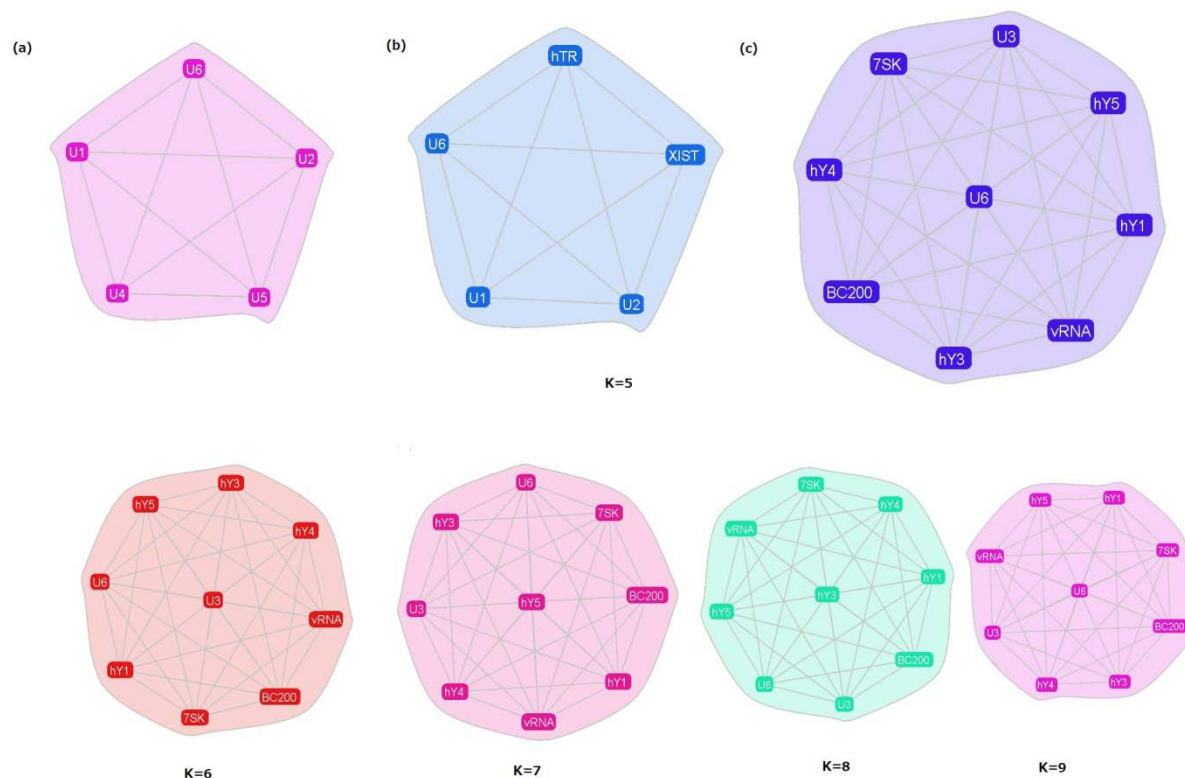 (a)
(b)
(c)
U6
U1
U2
U4
U5
hTR
U6
XIST
U1
U2
U3
7SK
hY5
hY4
U6
hY1
BC200
vRNA
hY3
K=5
hY3
hY5
hY4
U6
U3
vRNA
hY1
BC200
7SK
K=6
U6
7SK
hY3
BC200
hY5
U3
hY1
hY4
vRNA
K=7
7SK
hY4
vRNA
hY1
hY3
hY5
BC200
U6
U3
K=8
hY5
hY1
7SK
vRNA
U6
BC200
U3
hY3
hY4
K=9